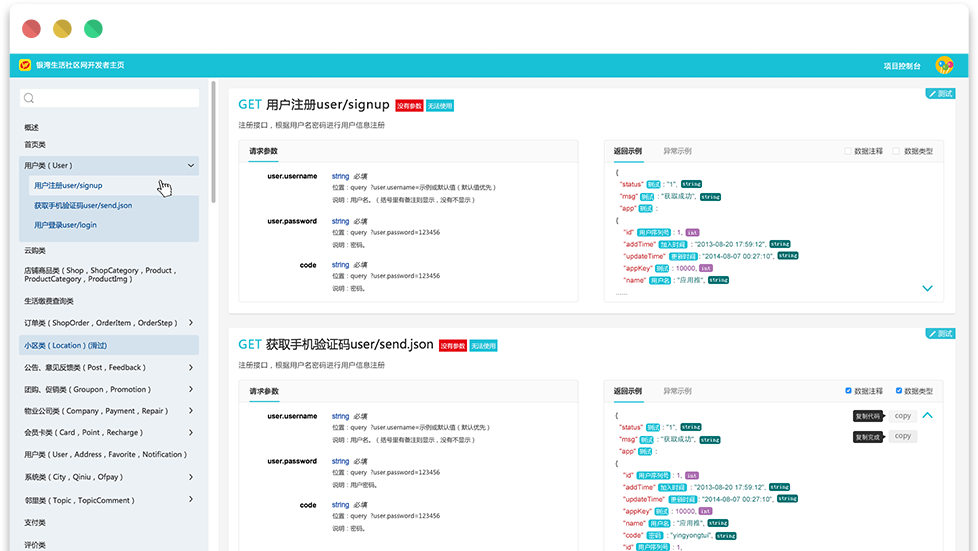 银湾生活社区网开发者主页
项目控制台
概述
首页类
用户类 ( User )
用户注册user/signup
获取手机验证码user/send.json
用户登录user/login
云购类
店铺商品类 ( Shop , ShopCategory , Product ,
ProductCategory , ProductImg )
生活缴费查询类
订单类 ( ShopOrder , OrderItem , OrderStep )
小区类 ( Location ) (滑过)
公告、意见反馈类 ( Post , Feedback )
团购、促销类 ( Groupon , Promotion )
物业公司类 ( Company , Payment , Repair )
会员卡类 ( Card , Point , Recharge )
用户类 ( User , Address , Favorite , Notification )
系统类 ( City , Qiniu , Ofpay )
邻里类 ( Topic , TopicComment )
支付类
评价类
测试
GET 用户注册user/signup 没有参数 无法使用
注册接口，根据用户名密码进行用户信息注册
请求参数
user.username string 必填
位置：query ?user.username=示例或默认值 ( 默认值优先 )
说明：用户名。( 括号里有备注则显示，没有不显示 )
user.password string 必填
位置：query ?user.password=123456
说明：密码。
code string 必填
位置：query ?user.password=123456
说明：密码。
返回示例 异常示例 数据注释 数据类型
{
"status" 测试 : "1", string
"msg" 测试 : "获取成功", string
"app" 测试 :
{
"id" 用户序列号 : 1, int
"addTime" 加入时间 : "2013-08-20 17:59:12", string
"updateTime" 更新时间 : "2014-08-07 00:27:10", string
"appKey" 测试 : 10000, int
"name" 用户名 : "应用推", string
......
测试
GET 获取手机验证码user/send.json 没有参数 无法使用
注册接口，根据用户名密码进行用户信息注册
请求参数
user.username string 必填
位置：query ?user.username=示例或默认值 ( 默认值优先 )
说明：用户名。( 括号里有备注则显示，没有不显示 )
user.password string 必填
位置：query ?user.password=123456
说明：用户密码。
code string 必填
位置：query ?user.password=123456
说明：密码。
返回示例 异常示例 数据注释 数据类型
复制代码 copy
复制完成 copy
{
"status" 测试 : "1", string
"msg" 测试 : "获取成功", string
"app" 测试 :
{
"id" 用户序列号 : 1, int
"addTime" 加入时间 : "2013-08-20 17:59:12", string
"updateTime" 更新时间 : "2014-08-07 00:27:10", string
"appKey" 测试 : 10000, int
"name" 用户名 : "应用推", string
"code" 密码 : "yingyongtui", string
"id" 用户序列号 : 1,